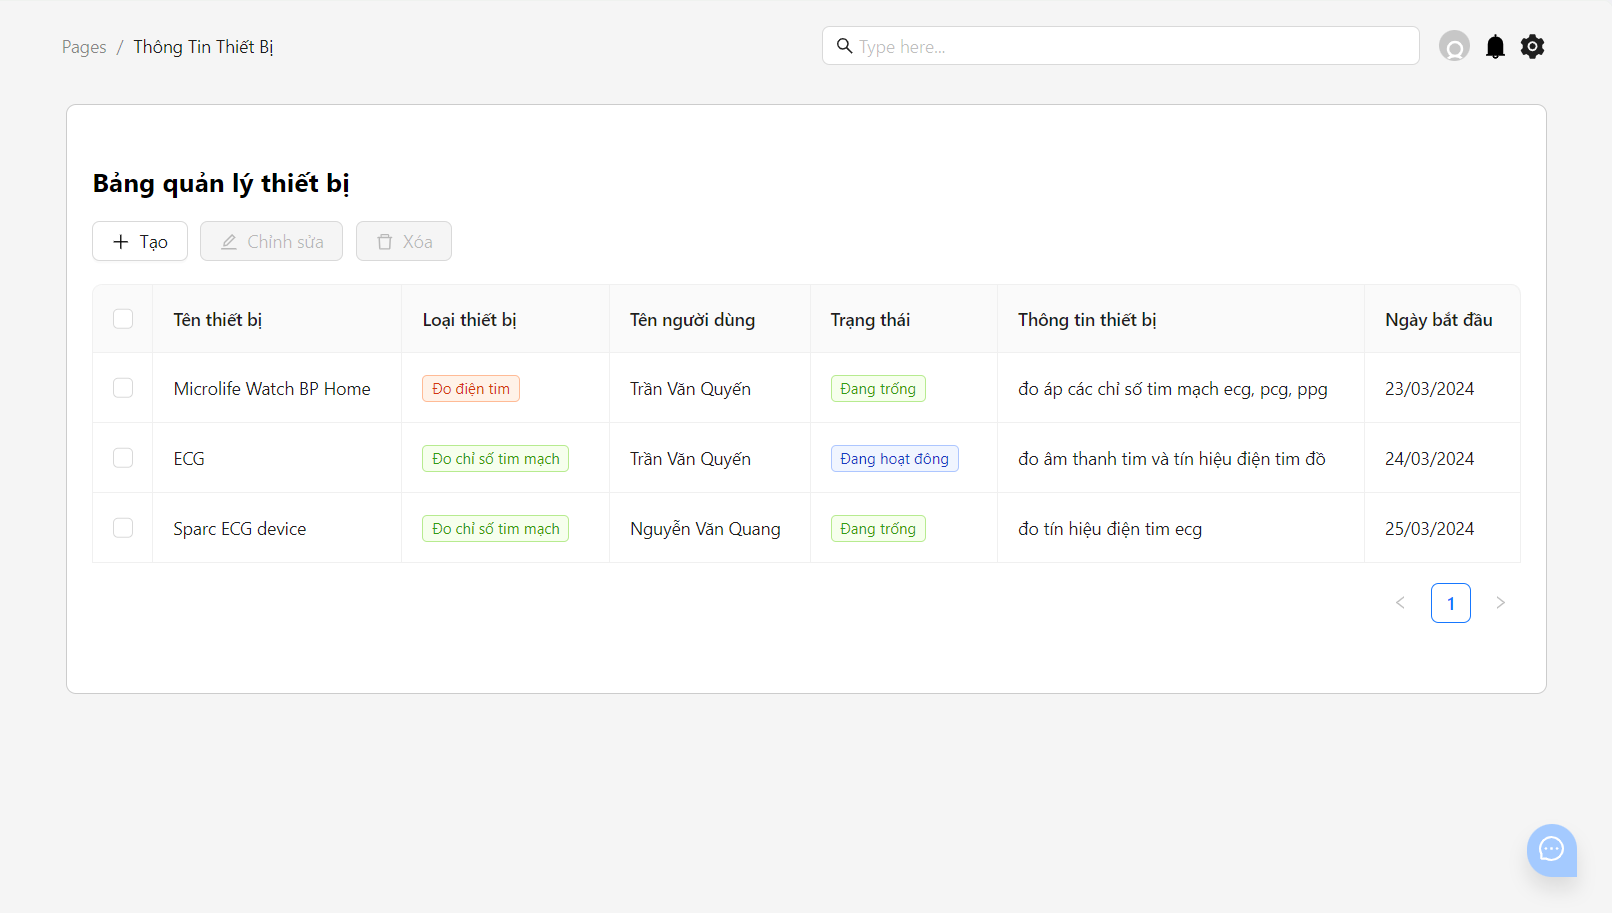 Pages / Thông Tin Thiết Bị
Type here...
Bảng quản lý thiết bị
Tạo Chỉnh sửa Xóa
Tên thiết bị Loại thiết bị Tên người dùng Trạng thái Thông tin thiết bị Ngày bắt đầu
Microlife Watch BP Home Đo điện tim Trần Văn Quyến Đang trống đo áp các chỉ số tim mạch ecg, pcg, ppg 23/03/2024
ECG Đo chỉ số tim mạch Trần Văn Quyến Đang hoạt đông đo âm thanh tim và tín hiệu điện tim đồ 24/03/2024
Sparc ECG device Đo chỉ số tim mạch Nguyễn Văn Quang Đang trống đo tín hiệu điện tim ecg 25/03/2024
< 1 >